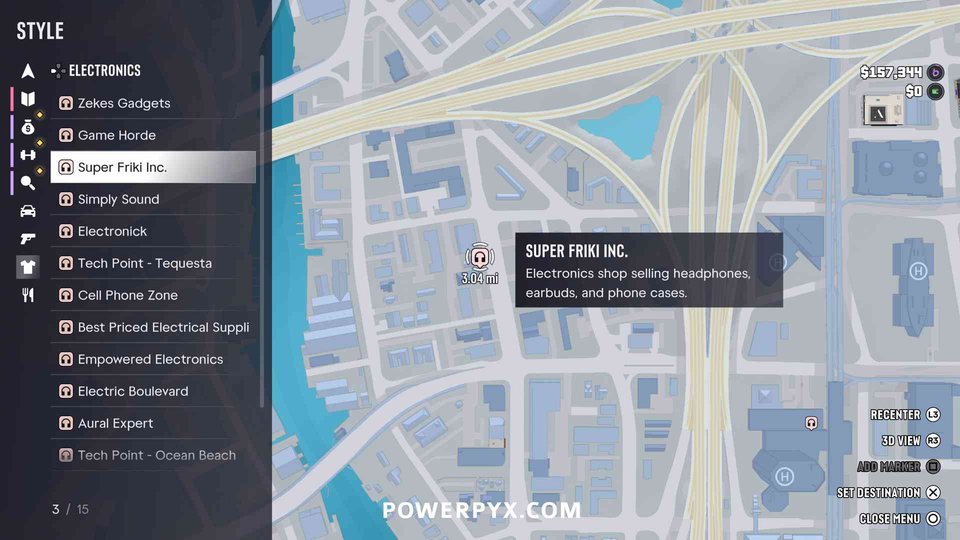 STYLE
ELECTRONICS
Zekes Gadgets
Game Horde
Super Friki Inc.
Simply Sound
Electronick
Tech Point - Tequesta
Cell Phone Zone
Best Priced Electrical Suppli
Empowered Electronics
Electric Boulevard
Aural Expert
Tech Point - Ocean Beach
3 / 15
$157,344
$0
3.04 mi
SUPER FRIKI INC.
Electronics shop selling headphones,
earbuds, and phone cases.
H
H
H
RECENTER L3
3D VIEW R3
ADD MARKER
SET DESTINATION
CLOSE MENU
POWERPYX.COM